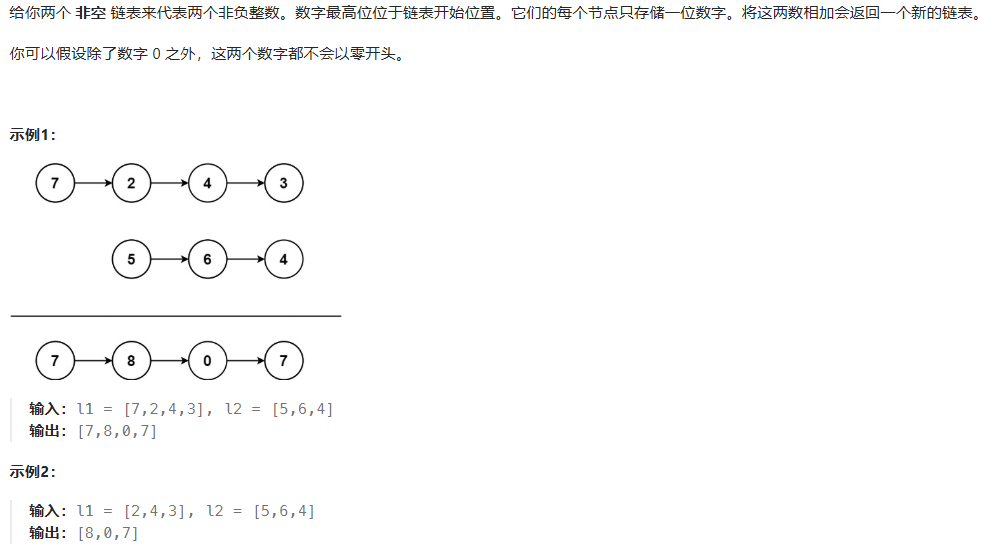 给你两个 非空 链表来代表两个非负整数。数字最高位位于链表开始位置。它们的每个节点只存储一位数字。将这两数相加会返回一个新的链表。
你可以假设除了数字 0 之外，这两个数字都不会以零开头。
示例1：
7 2 4 3
5 6 4
7 8 0 7
输入：l1 = [7,2,4,3], l2 = [5,6,4]
输出：[7,8,0,7]
示例2：
输入：l1 = [2,4,3], l2 = [5,6,4]
输出：[8,0,7]